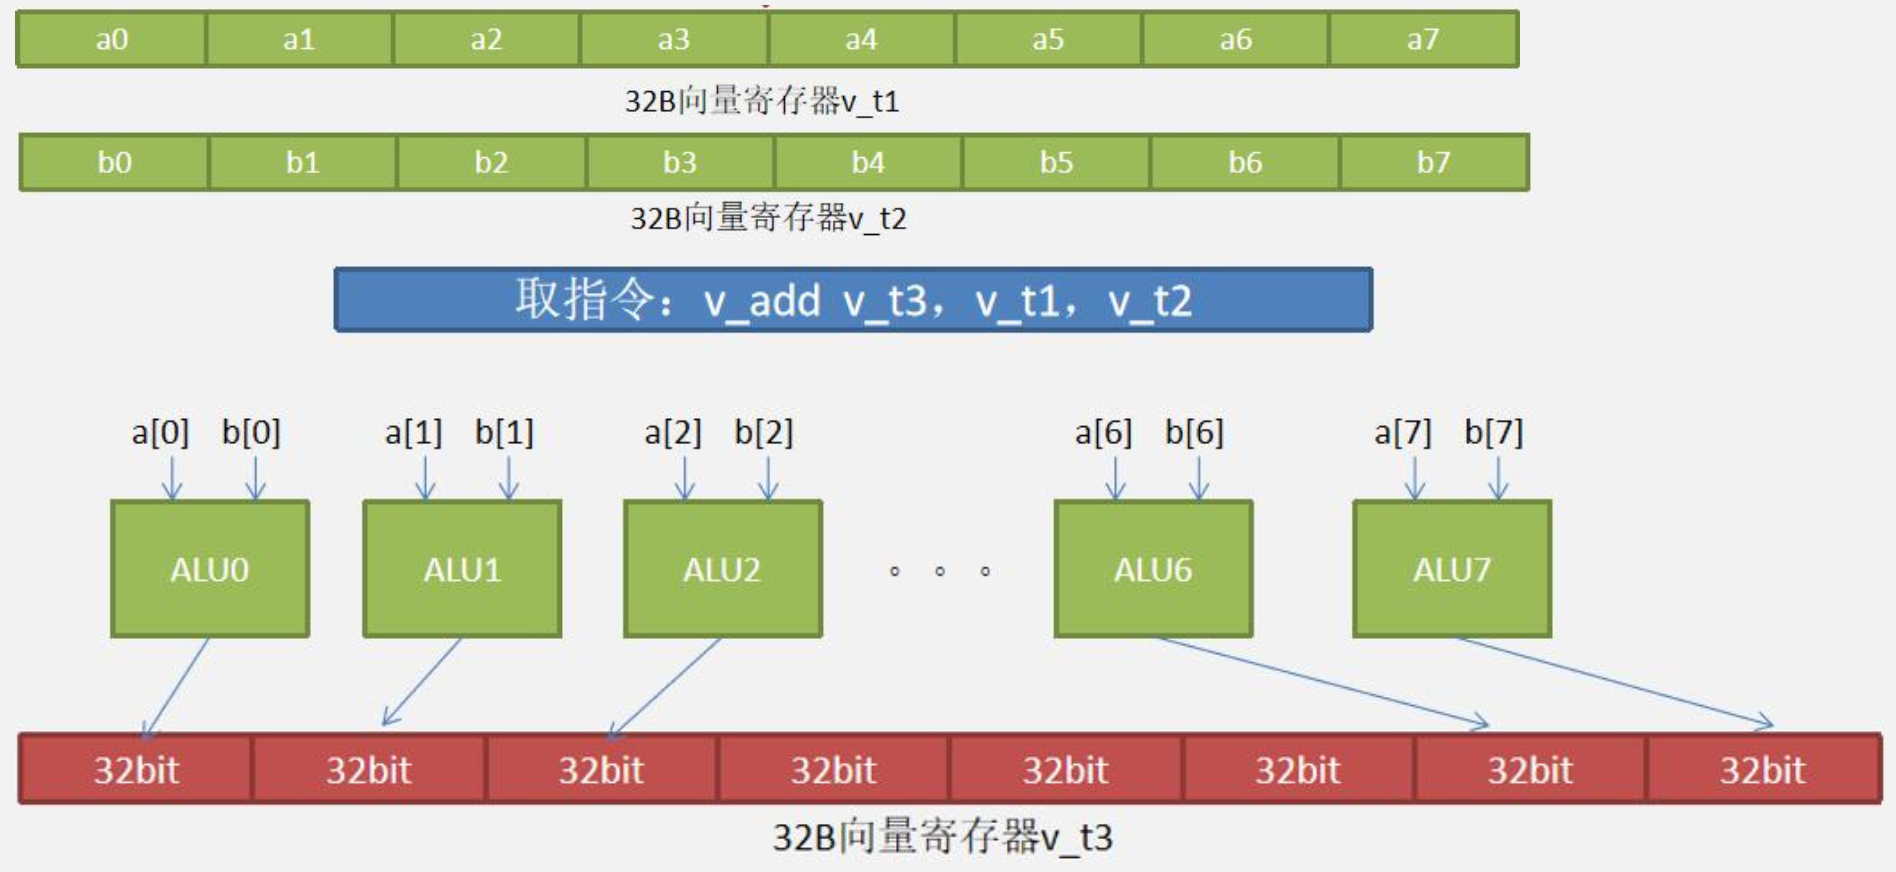 a0 a1 a2 a3 a4 a5 a6 a7
32B向量寄存器v_t1
b0 b1 b2 b3 b4 b5 b6 b7
32B向量寄存器v_t2
取指令：v_add v_t3，v_t1，v_t2
a[0] b[0] a[1] b[1] a[2] b[2] a[6] b[6] a[7] b[7]
ALU0 ALU1 ALU2 。。。 ALU6 ALU7
32bit 32bit 32bit 32bit 32bit 32bit 32bit 32bit
32B向量寄存器v_t3